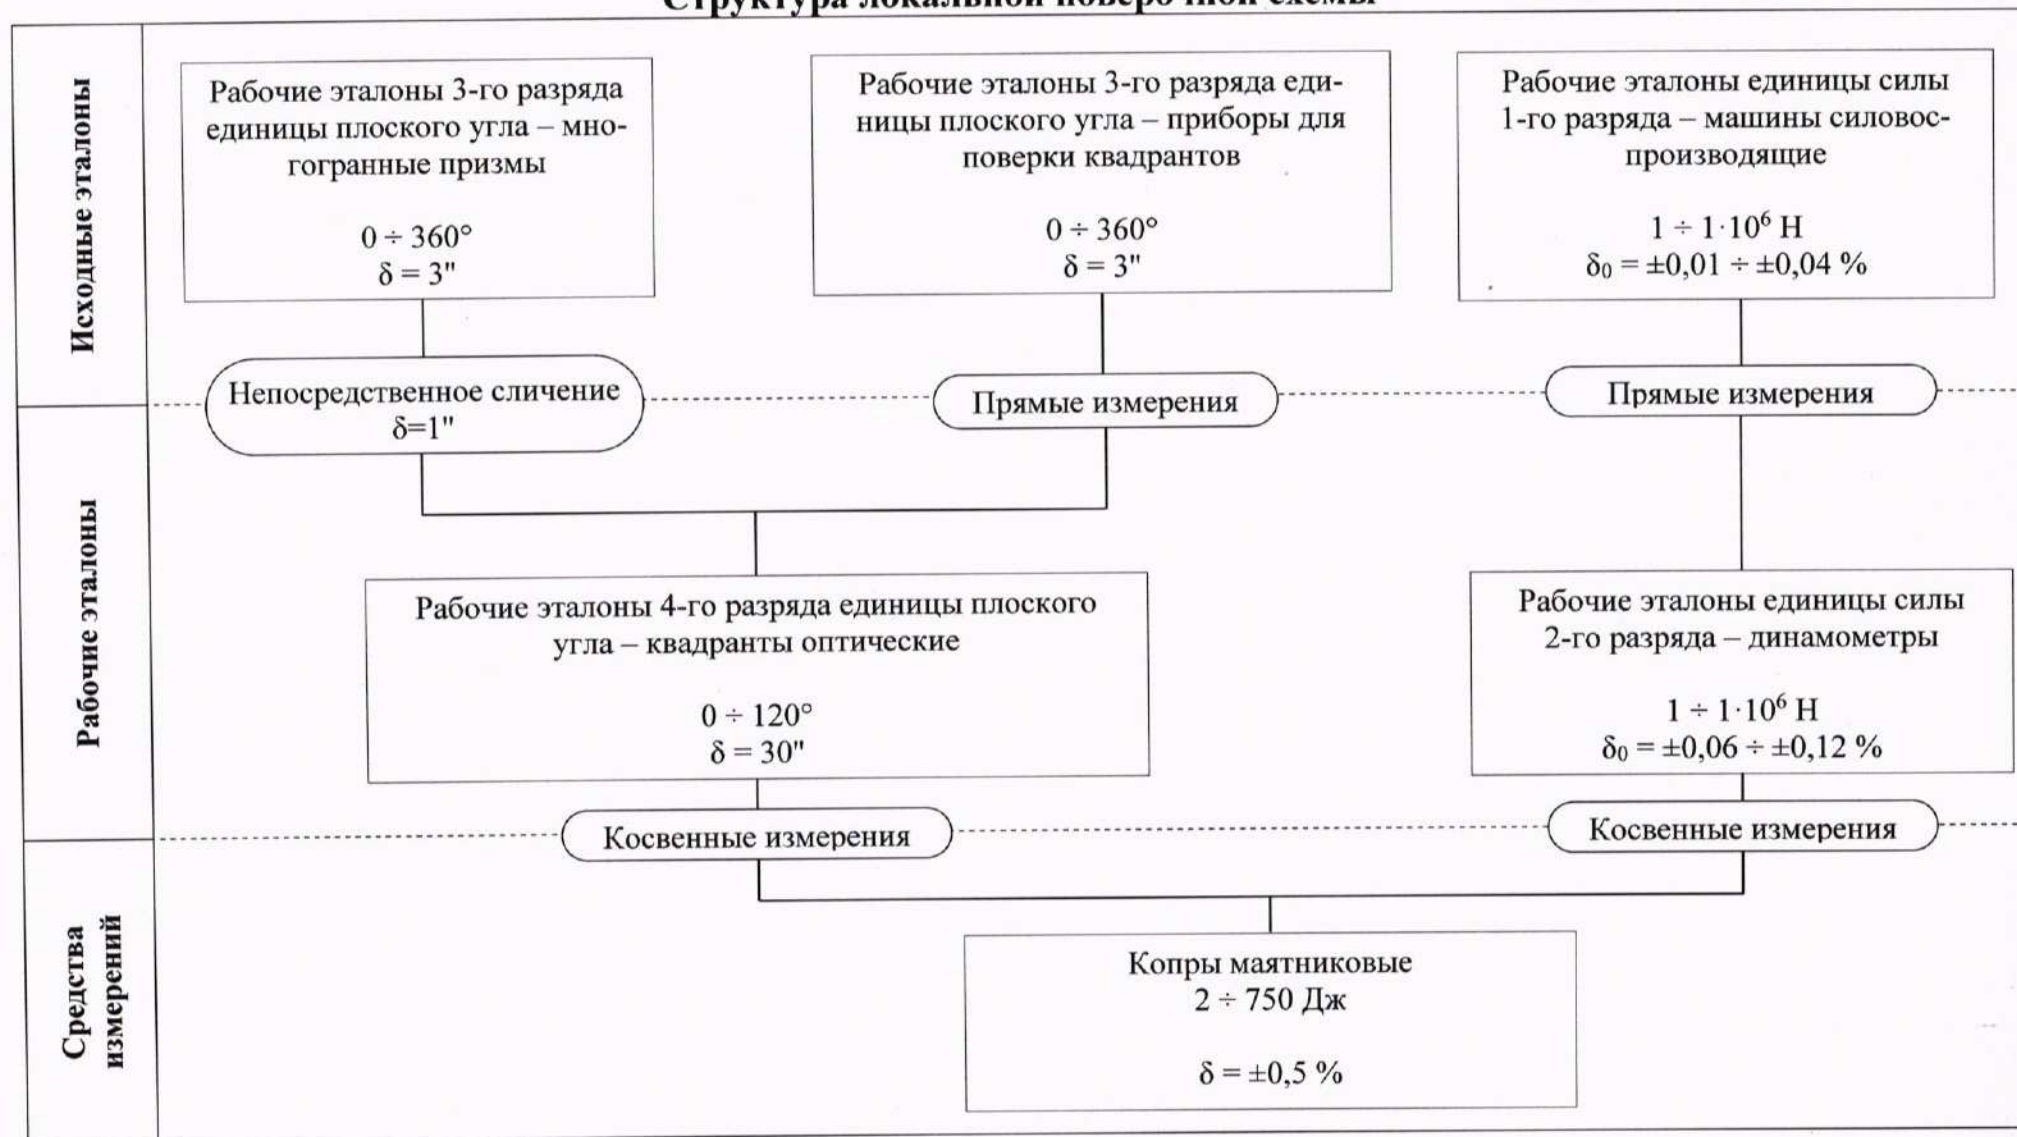 Структура локальной поверочной схемы
Исходные эталоны
Рабочие эталоны 3-го разряда
единицы плоского угла – мно-
гогранные призмы
0 ÷ 360°
δ = 3"
Рабочие эталоны 3-го разряда еди-
ницы плоского угла – приборы для
поверки квадрантов
0 ÷ 360°
δ = 3"
Рабочие эталоны единицы силы
1-го разряда – машины силовос-
производящие
1 ÷ 1·10⁶ Н
δ₀ = ±0,01 ÷ ±0,04 %
Непосредственное сличение
δ=1"
Прямые измерения
Прямые измерения
Рабочие эталоны
Рабочие эталоны 4-го разряда единицы плоского
угла – квадранты оптические
0 ÷ 120°
δ = 30"
Рабочие эталоны единицы силы
2-го разряда – динамометры
1 ÷ 1·10⁶ Н
δ₀ = ±0,06 ÷ ±0,12 %
Косвенные измерения
Косвенные измерения
Средства
измерений
Копры маятниковые
2 ÷ 750 Дж
δ = ±0,5 %